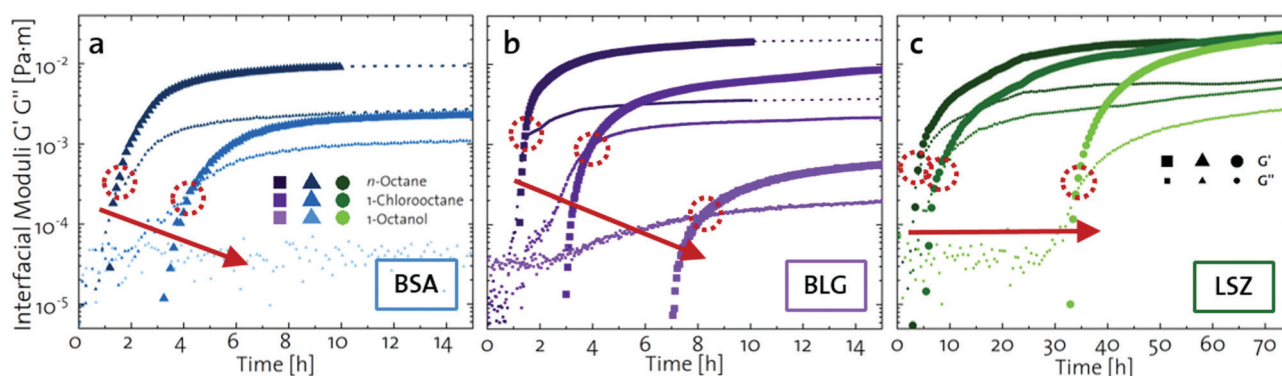 Interfacial Moduli G' G'' [Pa·m]
a
b
c
10⁻²
10⁻³
10⁻⁴
10⁻⁵
n-Octane
1-Chlorooctane
1-Octanol
G'
G''
BSA
BLG
LSZ
0 2 4 6 8 10 12 14
0 2 4 6 8 10 12 14
0 10 20 30 40 50 60 70
Time [h]
Time [h]
Time [h]